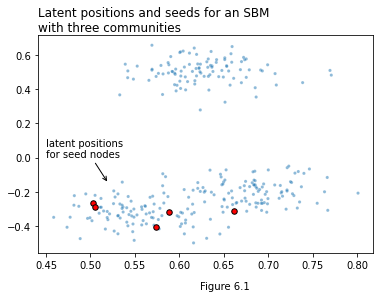 Latent positions and seeds for an SBM
with three communities
0.6
0.4
0.2
0.0
−0.2
−0.4
latent positions
for seed nodes
0.45 0.50 0.55 0.60 0.65 0.70 0.75 0.80
Figure 6.1